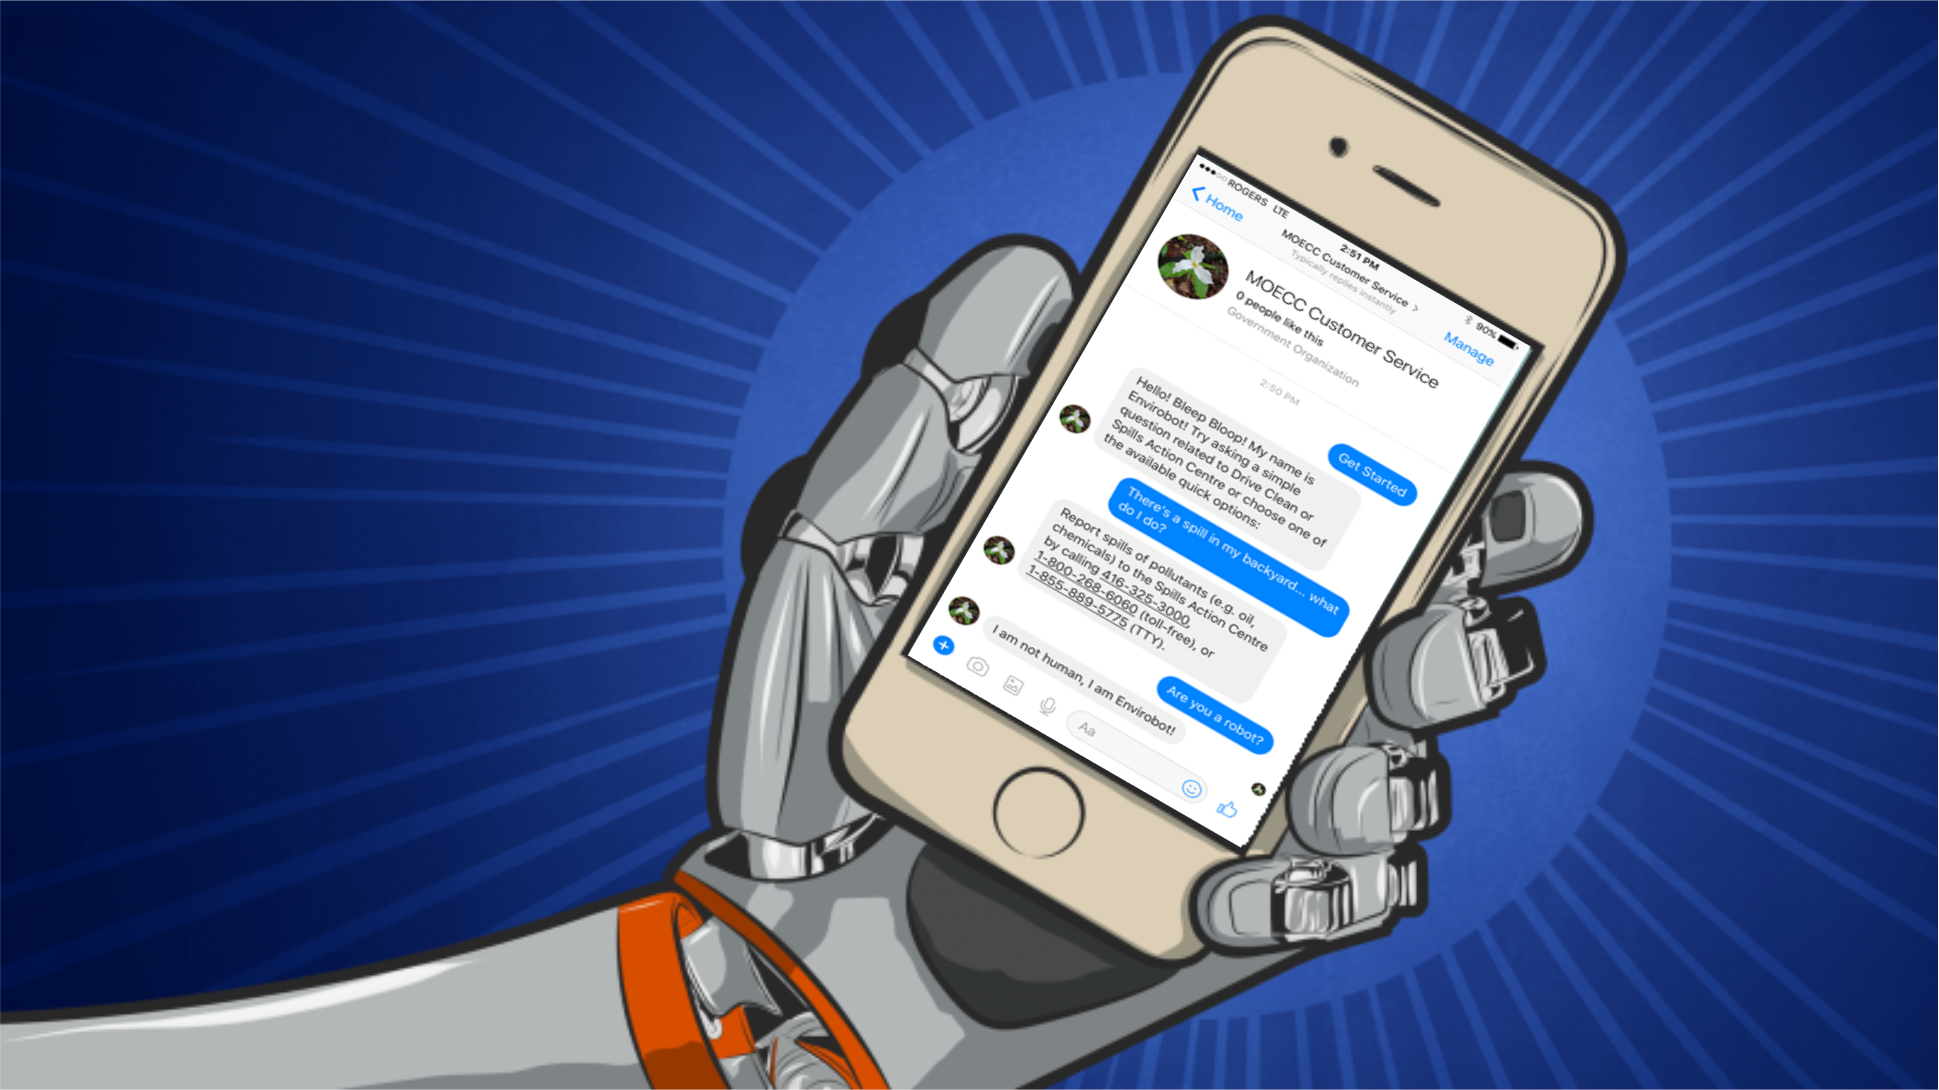 ROGERS LTE
2:51 PM
90%
Home
MOECC Customer Service
Typically replies instantly
Manage
MOECC Customer Service
0 people like this
Government Organization
2:50 PM
Get Started
Hello! Bleep Bloop! My name is
Envirobot! Try asking a simple
question related to Drive Clean or
Spills Action Centre or choose one of
the available quick options:
There's a spill in my backyard... what
do I do?
Report spills of pollutants (e.g. oil,
chemicals) to the Spills Action Centre
by calling 416-325-3000,
1-800-268-6060 (toll-free), or
1-855-889-5775 (TTY).
Are you a robot?
I am not human, I am Envirobot!
Aa